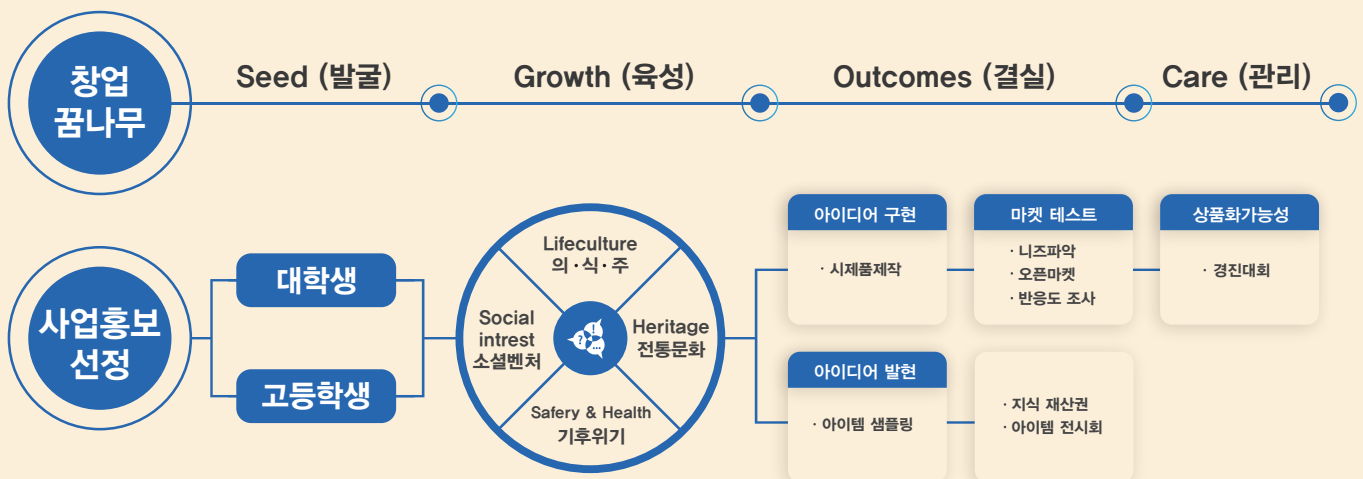 창업
꿈나무
Seed (발굴)
Growth (육성)
Outcomes (결실)
Care (관리)
사업홍보
선정
대학생
고등학생
Lifeculture
의·식·주
Social
intrest
소셜벤처
Heritage
전통문화
Safery & Health
기후위기
?
!
...
아이디어 구현
· 시제품제작
마켓 테스트
· 니즈파악
· 오픈마켓
· 반응도 조사
상품화가능성
· 경진대회
아이디어 발현
· 아이템 샘플링
· 지식 재산권
· 아이템 전시회